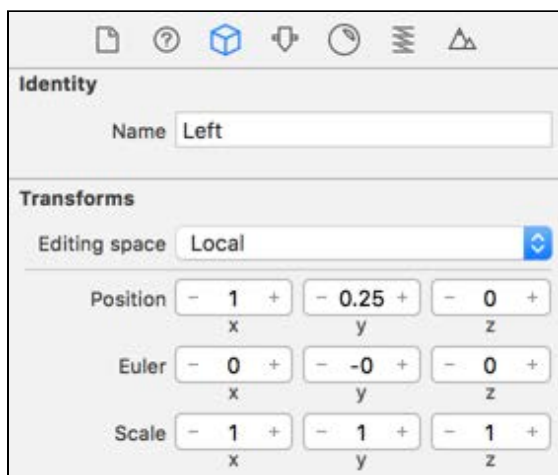 Identity
Name Left
Transforms
Editing space Local
Position - 1 + - 0.25 + - 0 +
x y z
Euler - 0 + - -0 + - 0 +
x y z
Scale - 1 + - 1 + - 1 +
x y z